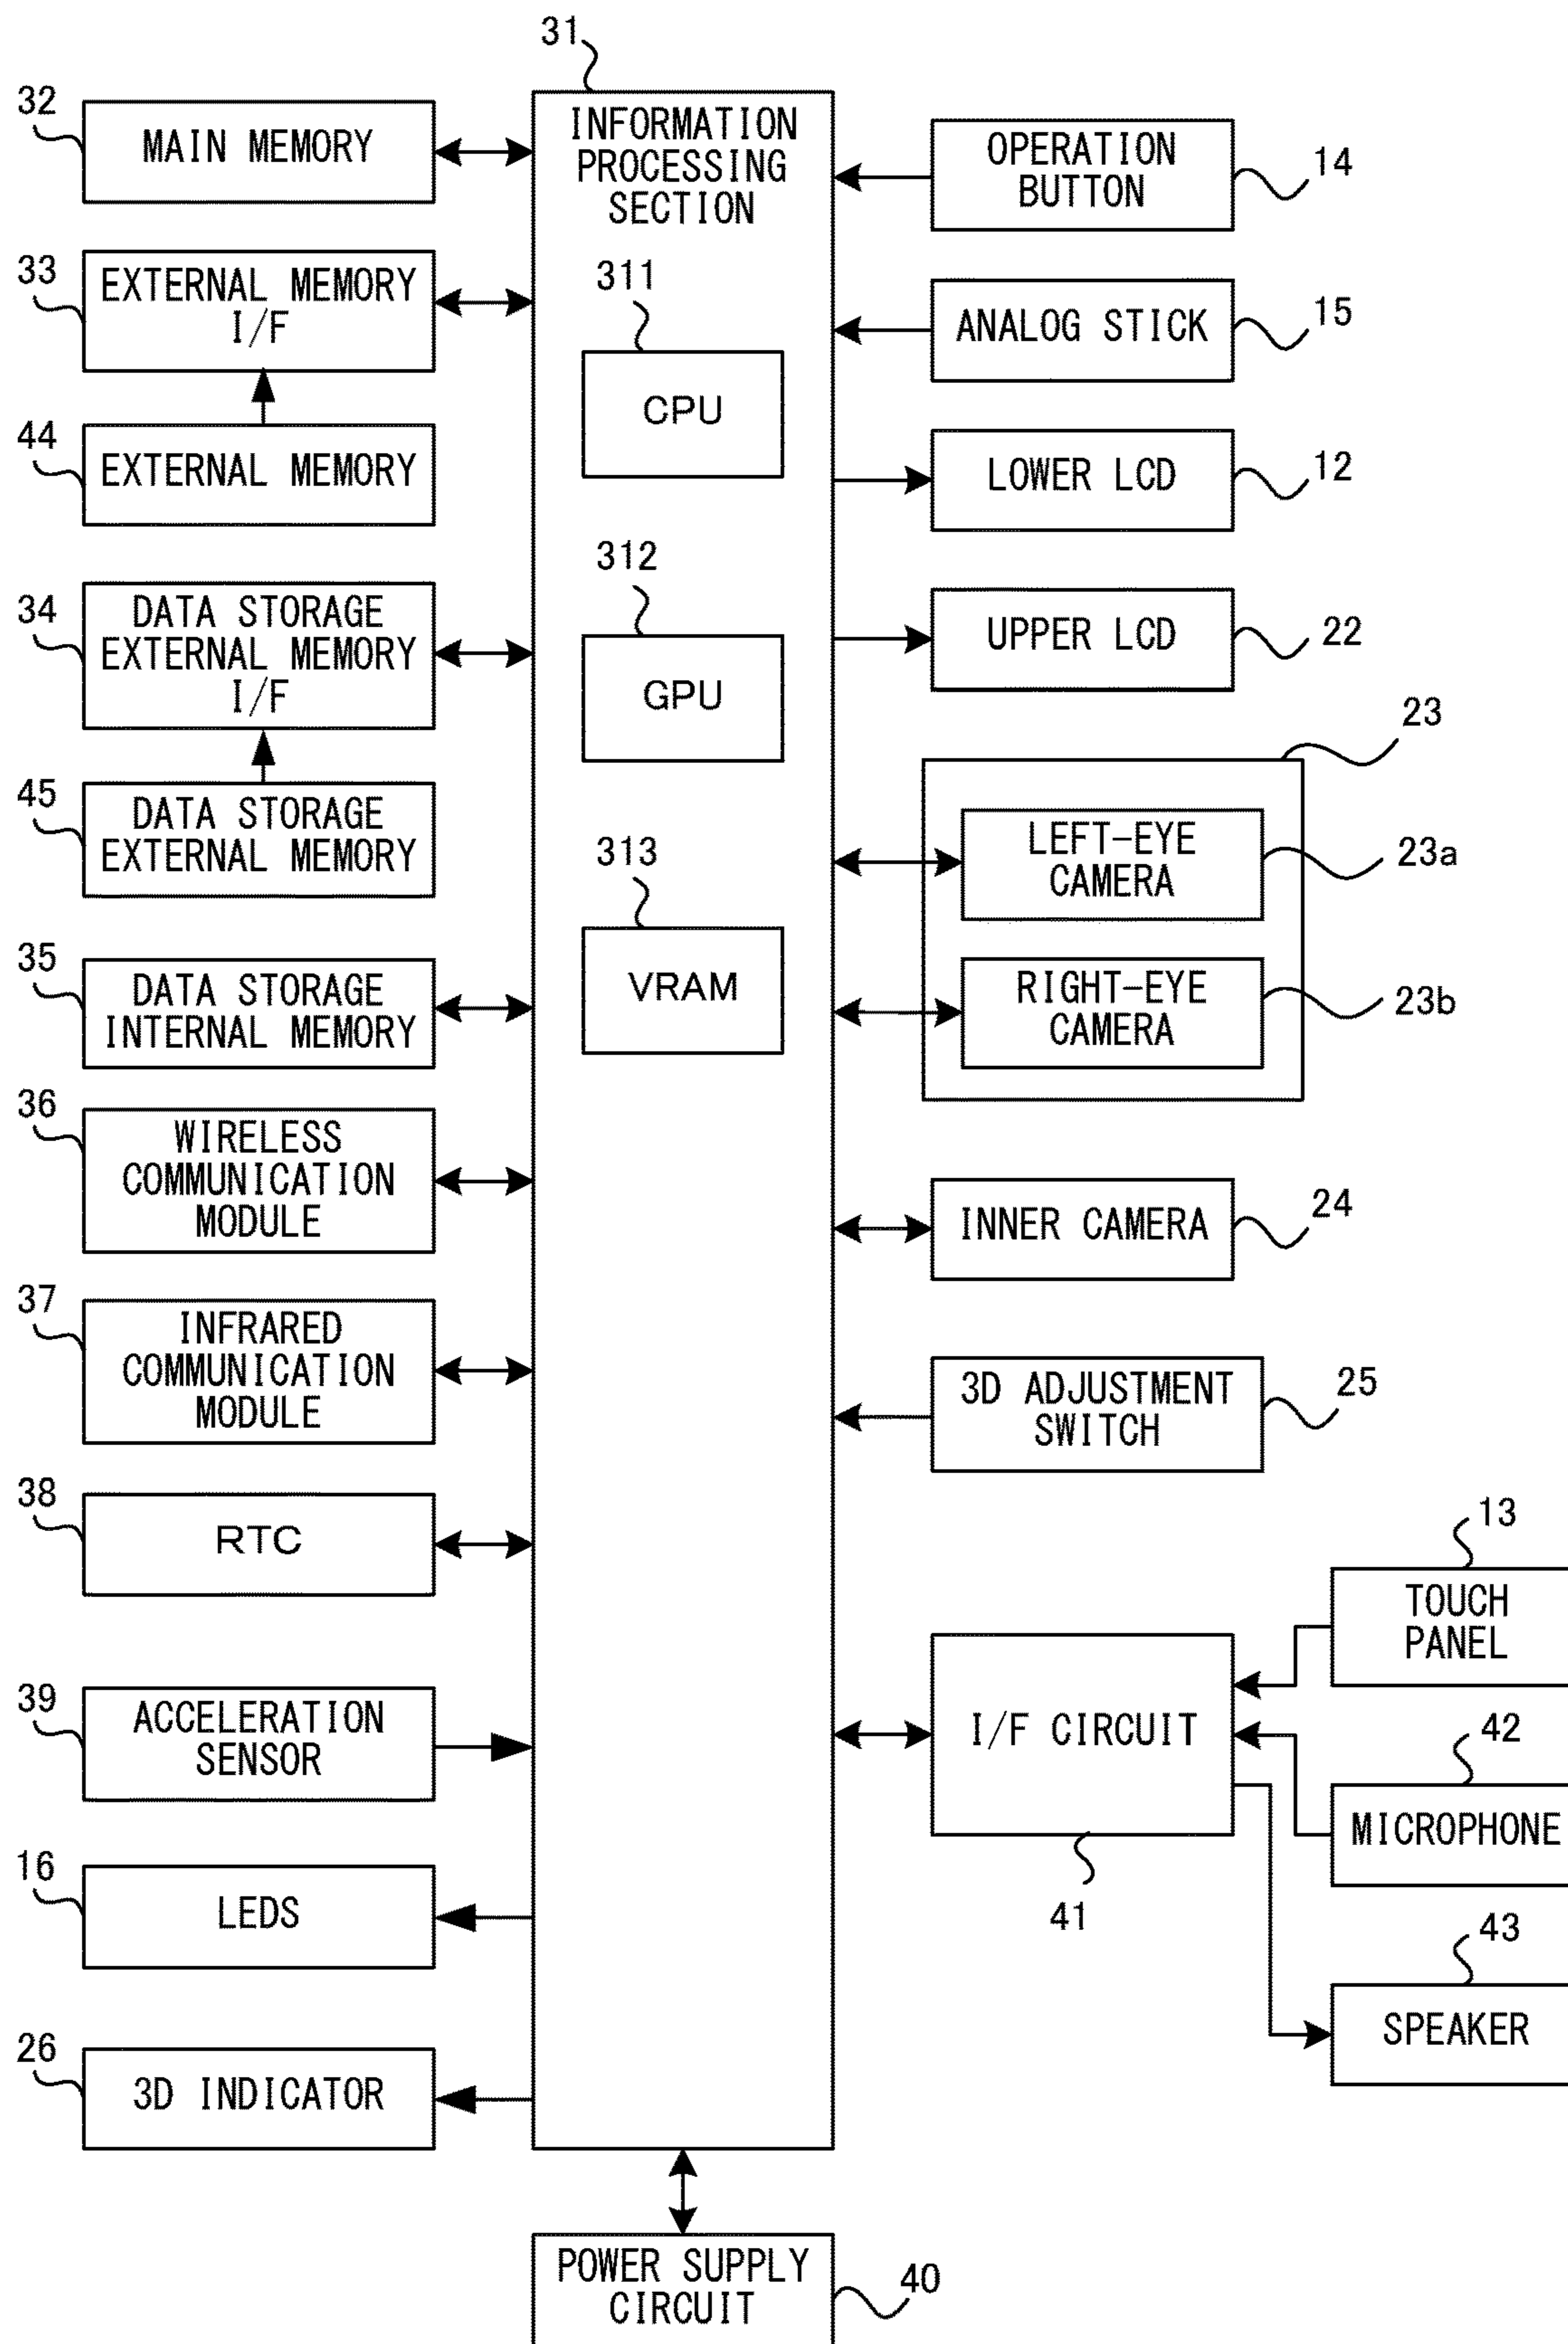 31
INFORMATION
PROCESSING
SECTION
311
CPU
312
GPU
313
VRAM
32
MAIN MEMORY
33
EXTERNAL MEMORY
I/F
44
EXTERNAL MEMORY
34
DATA STORAGE
EXTERNAL MEMORY
I/F
45
DATA STORAGE
EXTERNAL MEMORY
35
DATA STORAGE
INTERNAL MEMORY
36
WIRELESS
COMMUNICATION
MODULE
37
INFRARED
COMMUNICATION
MODULE
38
RTC
39
ACCELERATION
SENSOR
16
LEDS
26
3D INDICATOR
OPERATION
BUTTON
14
ANALOG STICK
15
LOWER LCD
12
UPPER LCD
22
23
LEFT-EYE
CAMERA
23a
RIGHT-EYE
CAMERA
23b
INNER CAMERA
24
3D ADJUSTMENT
SWITCH
25
13
TOUCH
PANEL
I/F CIRCUIT
41
42
MICROPHONE
43
SPEAKER
POWER SUPPLY
CIRCUIT
40